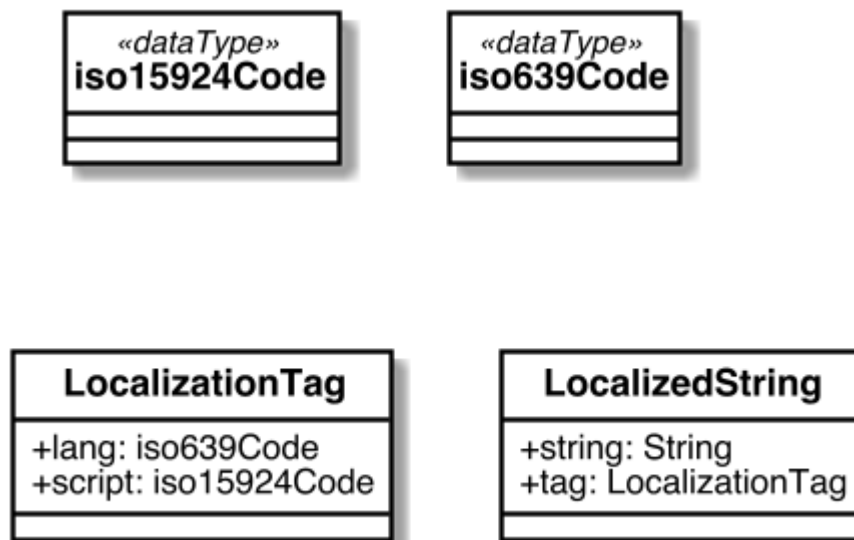 «dataType»
iso15924Code
«dataType»
iso639Code
LocalizationTag
+lang: iso639Code
+script: iso15924Code
LocalizedString
+string: String
+tag: LocalizationTag